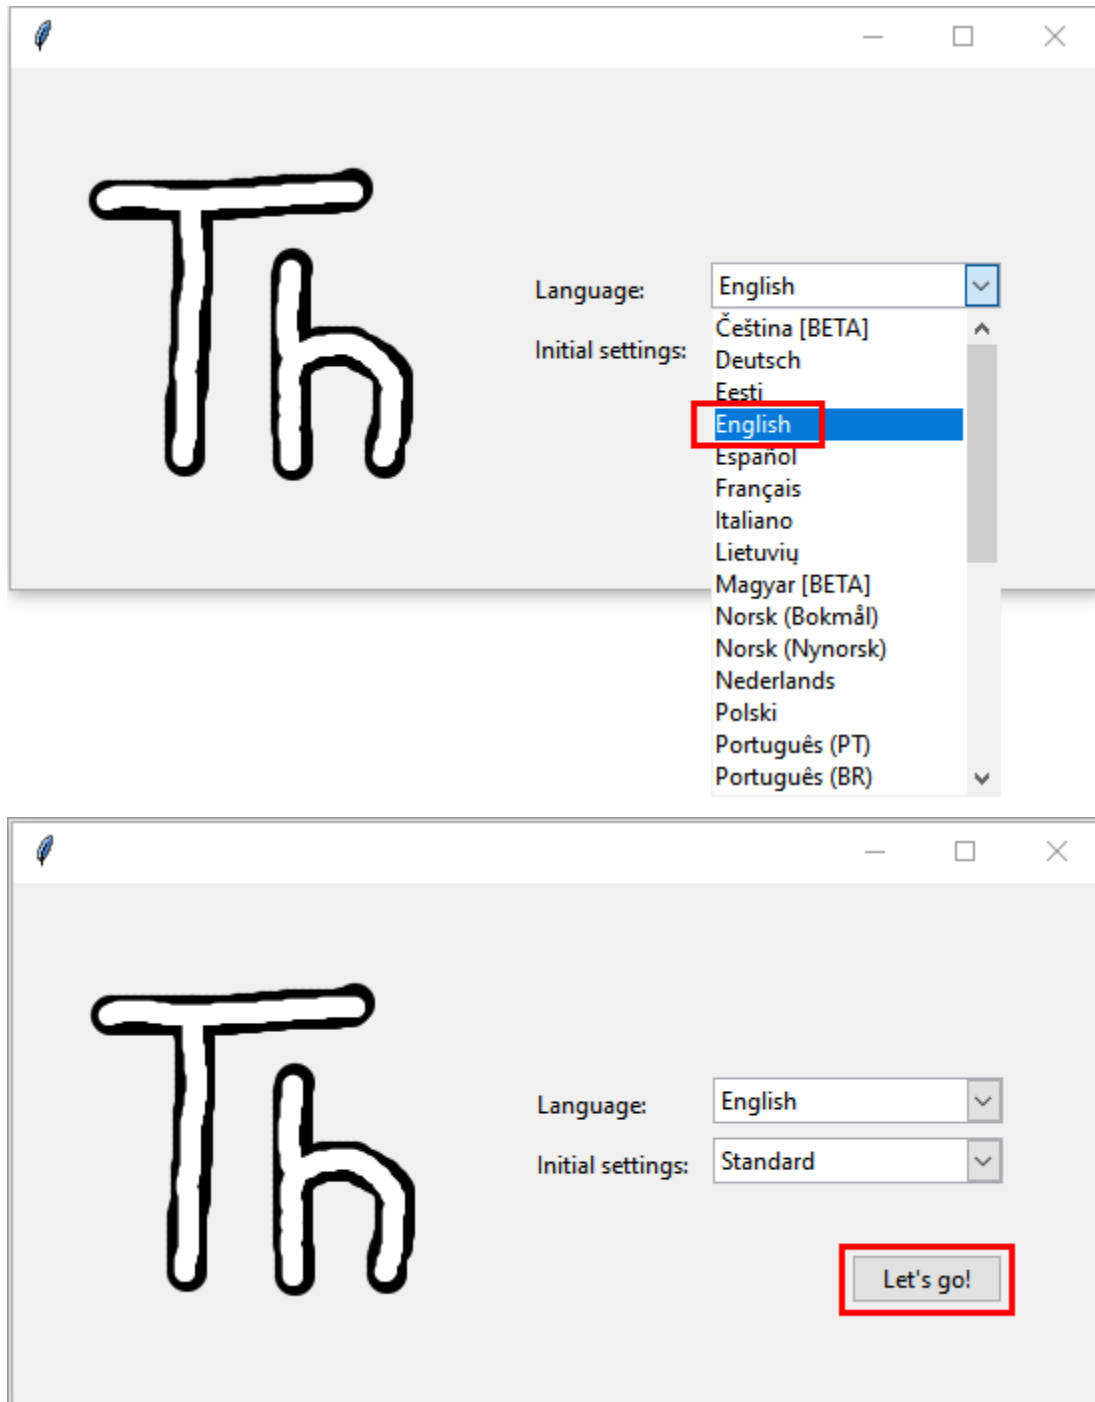 Th
Language: English
Initial settings:
Čeština [BETA]
Deutsch
Eesti
English
Español
Français
Italiano
Lietuvių
Magyar [BETA]
Norsk (Bokmål)
Norsk (Nynorsk)
Nederlands
Polski
Português (PT)
Português (BR)
Th
Language: English
Initial settings: Standard
Let's go!